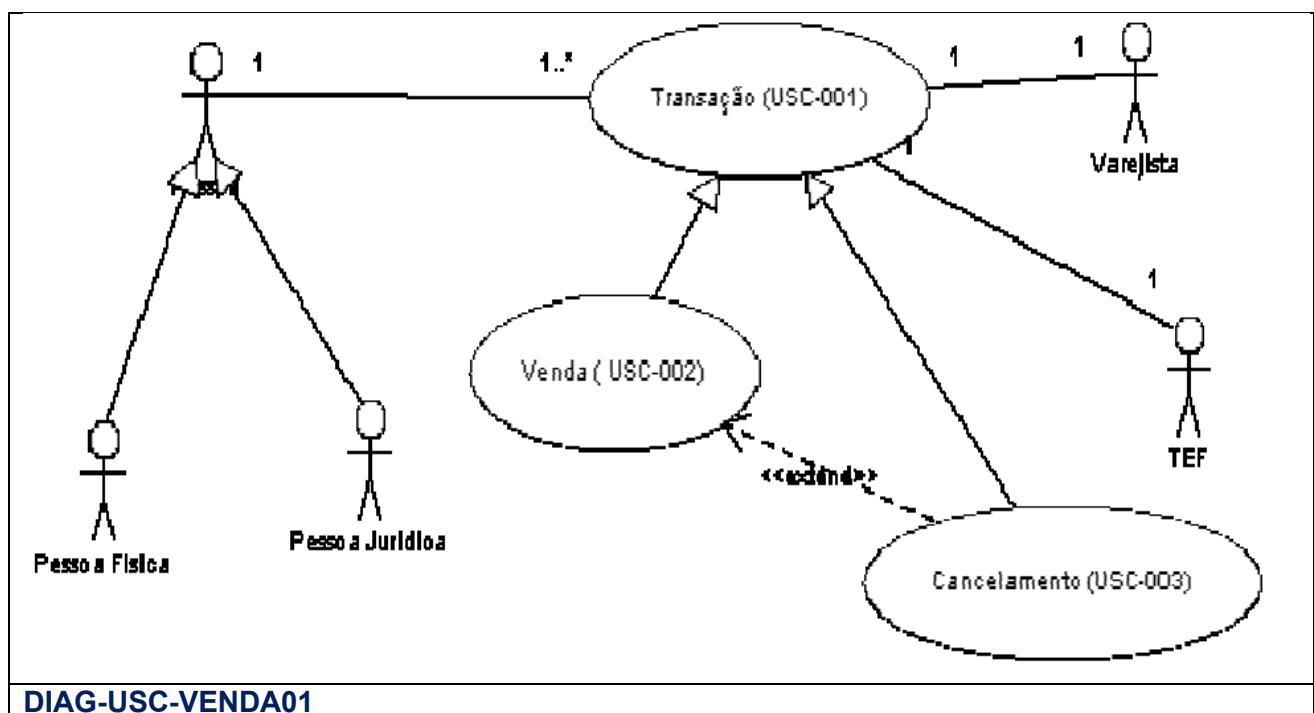 1
1..*
1
1
Transação (USC-001)
Varejista
1
1
Venda ( USC-002)
TEF
<<extend>>
Pessoa Jurídica
Pessoa Física
Cancelamento (USC-003)
DIAG-USC-VENDA01